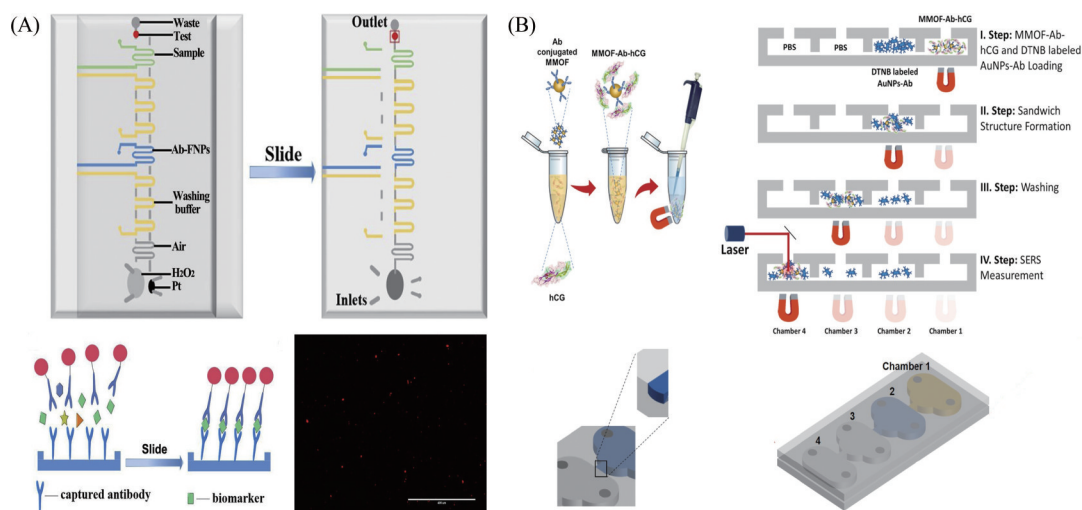 (A)
Waste
Test
Sample
Ab-FNPs
Washing
buffer
Air
H2O2
Pt
Slide
Outlet
Inlets
Slide
captured antibody
biomarker
(B)
Ab
conjugated
MMOF
MMOF-Ab-hCG
hCG
MMOF-Ab-hCG
PBS
PBS
DTNB labeled
AuNPs-Ab
I. Step: MMOF-Ab-
hCG and DTNB labeled
AuNPs-Ab Loading
II. Step: Sandwich
Structure Formation
III. Step: Washing
Laser
IV. Step: SERS
Measurement
Chamber 4
Chamber 3
Chamber 2
Chamber 1
Chamber 1
2
3
4